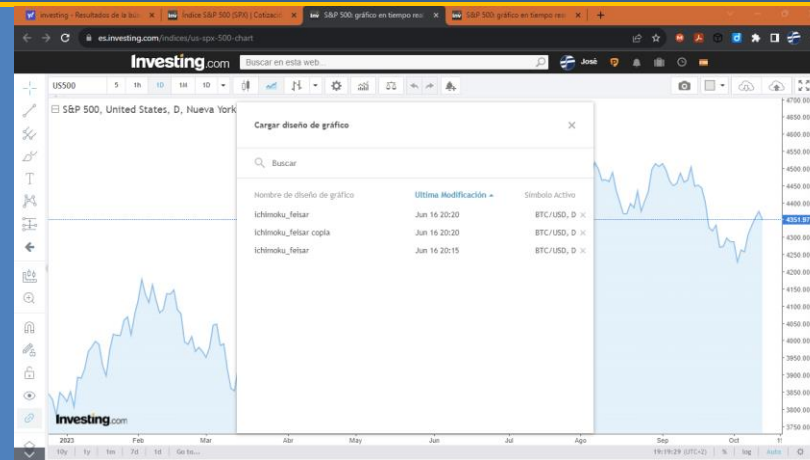 investing - Resultados de la bús
Índice S&P 500 (SPX) | Cotizació
S&P 500: gráfico en tiempo rea
S&P 500: gráfico en tiempo rea
es.investing.com/indices/us-spx-500-chart
Investing.com
Buscar en esta web...
José
US500 5 1h 1D 1M 1D
S&P 500, United States, D, Nueva York
Cargar diseño de gráfico
Buscar
Nombre de diseño de gráfico Ultima Modificación Símbolo Activo
ichimoku_feisar Jun 16 20:20 BTC/USD, D
ichimoku_feisar copia Jun 16 20:20 BTC/USD, D
ichimoku_feisar Jun 16 20:15 BTC/USD, D
4700.00
4650.00
4600.00
4550.00
4500.00
4450.00
4400.00
4351.97
4300.00
4250.00
4200.00
4150.00
4100.00
4050.00
4000.00
3950.00
3900.00
3850.00
3800.00
3750.00
Investing.com
2023 Feb Mar Abr May Jun Jul Ago Sep Oct
10y 1y 1m 7d 1d Go to... 19:19:29 (UTC+2) % log auto